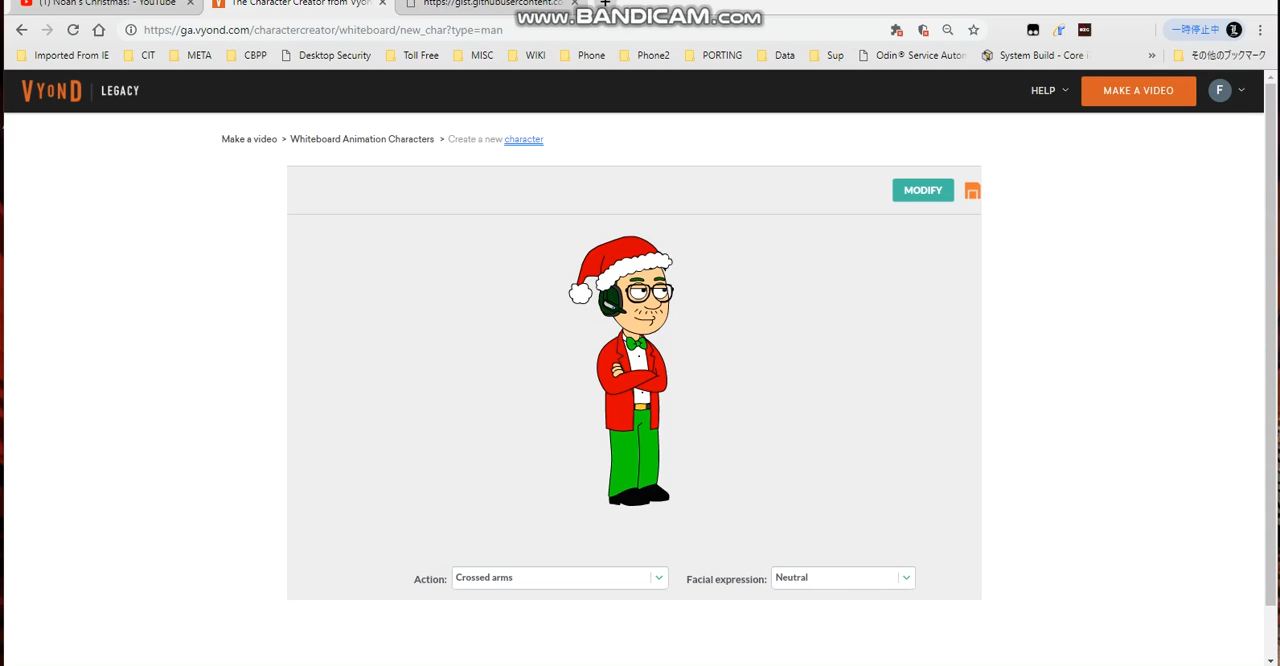 (1) Noah's Christmas! - YouTube × The Character Creator from Vyon × https://gist.githubusercontent.co × +
www.BANDICAM.com
https://ga.vyond.com/charactercreator/whiteboard/new_char?type=man 一時停止中
Imported From IE CIT META CBPP Desktop Security Toll Free MISC WIKI Phone Phone2 PORTING Data Sup Odin® Service Auton System Build - Core i » その他のブックマーク
VYOND LEGACY HELP MAKE A VIDEO F
Make a video > Whiteboard Animation Characters > Create a new character
MODIFY
Action: Crossed arms Facial expression: Neutral